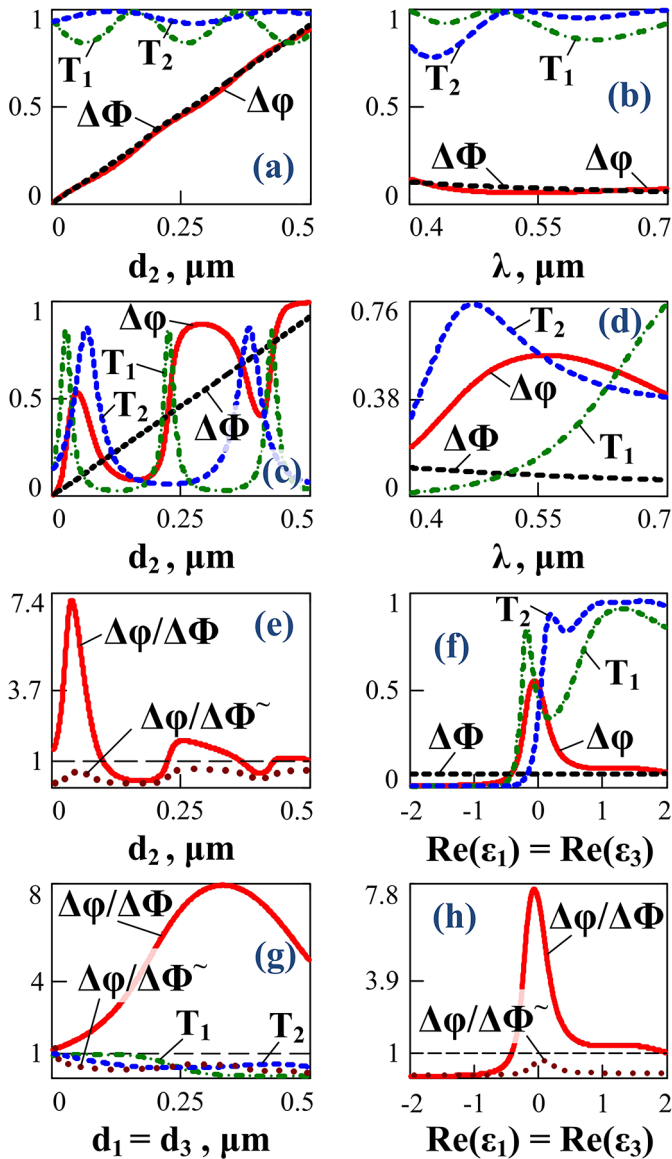 1
T₁
T₂
0.5
ΔΦ
Δφ
(a)
0
0
0.25
0.5
d₂ , μm
1
T₂
T₁
0.5
(b)
ΔΦ
Δφ
0
0.4
0.55
0.7
λ , μm
1
Δφ
T₁
0.5
T₂
ΔΦ
(c)
0
0
0.25
0.5
d₂ , μm
0.76
T₂
(d)
0.38
Δφ
ΔΦ
T₁
0
0.4
0.55
0.7
λ , μm
7.4
(e)
Δφ/ΔΦ
3.7
Δφ/ΔΦ~
1
0
0.25
0.5
d₂ , μm
1
T₂
(f)
0.5
T₁
ΔΦ
Δφ
0
-2
-1
0
1
2
Re(ε₁) = Re(ε₃)
8
Δφ/ΔΦ
(g)
4
Δφ/ΔΦ~
T₁
T₂
1
0
0.25
0.5
d₁ = d₃ , μm
7.8
(h)
Δφ/ΔΦ
3.9
Δφ/ΔΦ~
1
-2
-1
0
1
2
Re(ε₁) = Re(ε₃)